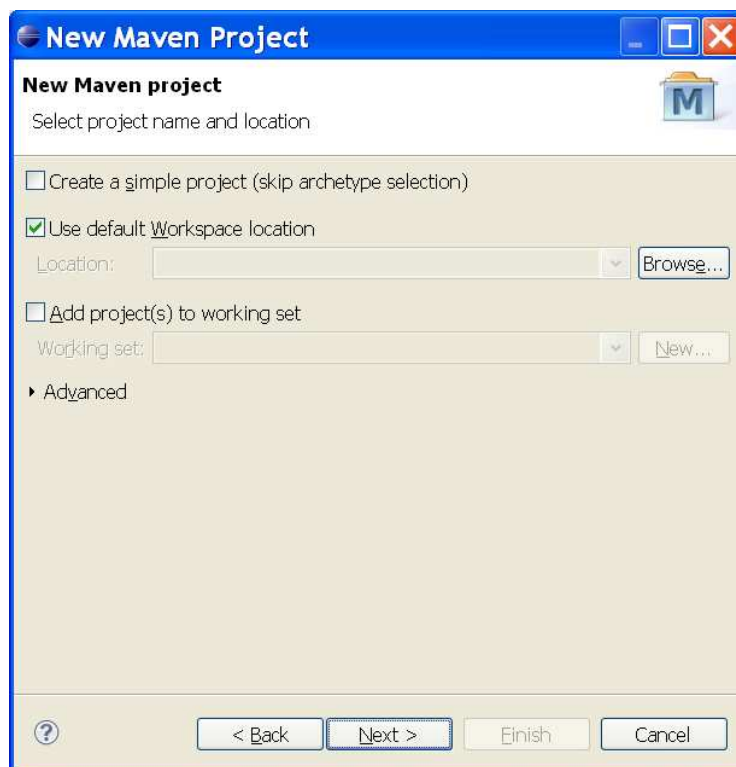 New Maven Project
New Maven project
M
Select project name and location
Create a simple project (skip archetype selection)
Use default Workspace location
Location:
Browse...
Add project(s) to working set
Working set:
New...
Advanced
?
< Back
Next >
Finish
Cancel